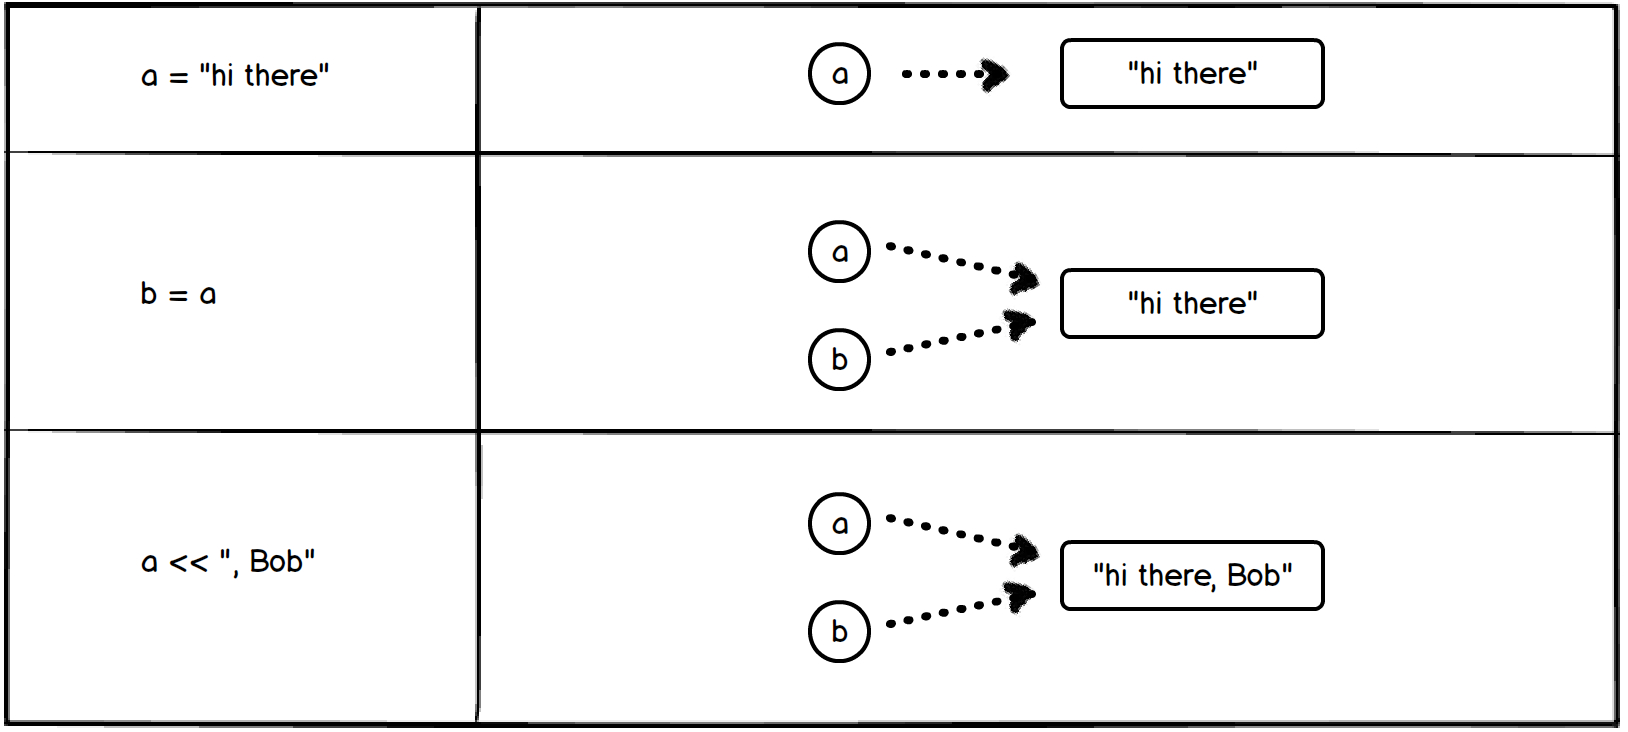 a = "hi there"
a
"hi there"
b = a
a
b
"hi there"
a << ", Bob"
a
b
"hi there, Bob"